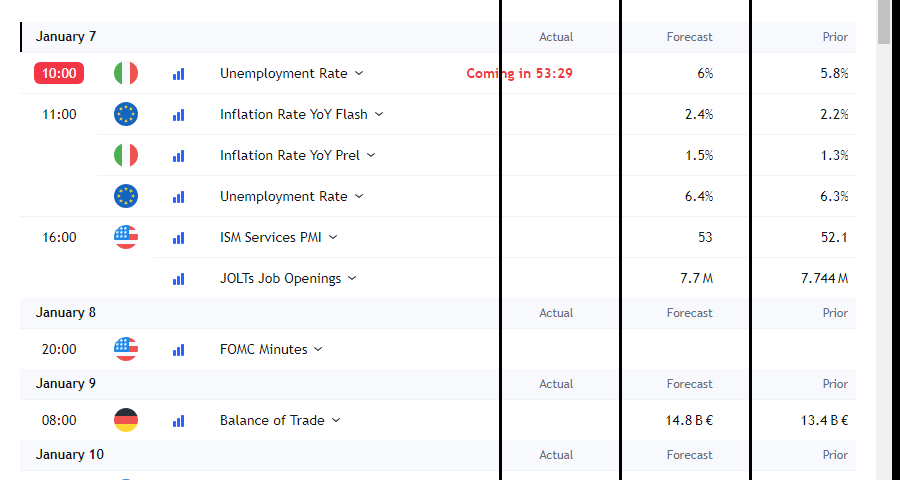 January 7 Actual Forecast Prior
10:00 Unemployment Rate Coming in 53:29 6% 5.8%
11:00 Inflation Rate YoY Flash 2.4% 2.2%
Inflation Rate YoY Prel 1.5% 1.3%
Unemployment Rate 6.4% 6.3%
16:00 ISM Services PMI 53 52.1
JOLTs Job Openings 7.7 M 7.744 M
January 8 Actual Forecast Prior
20:00 FOMC Minutes
January 9 Actual Forecast Prior
08:00 Balance of Trade 14.8 B € 13.4 B €
January 10 Actual Forecast Prior